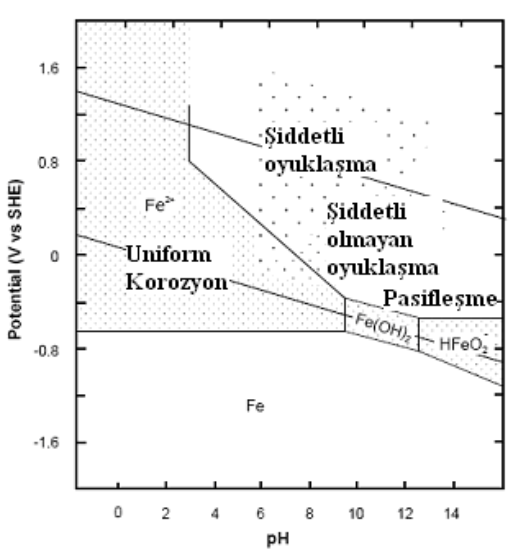 1.6
0.8
0
-0.8
-1.6
Potential (V vs SHE)
Şiddetli
oyuklaşma
Fe²⁺
Şiddetli
olmayan
oyuklaşma
Uniform
Korozyon
Pasifleşme
Fe(OH)₂
HFeO₂⁻
Fe
0 2 4 6 8 10 12 14
pH